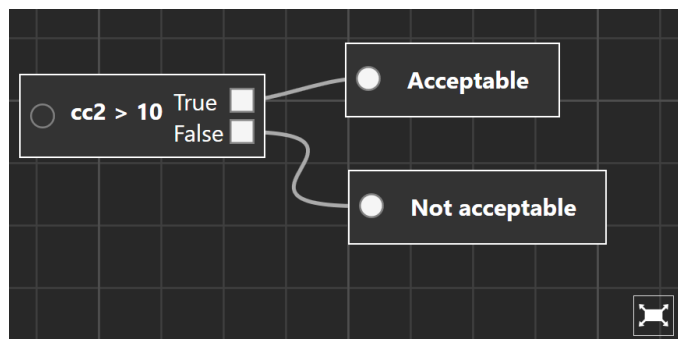 cc2 > 10
True
False
Acceptable
Not acceptable